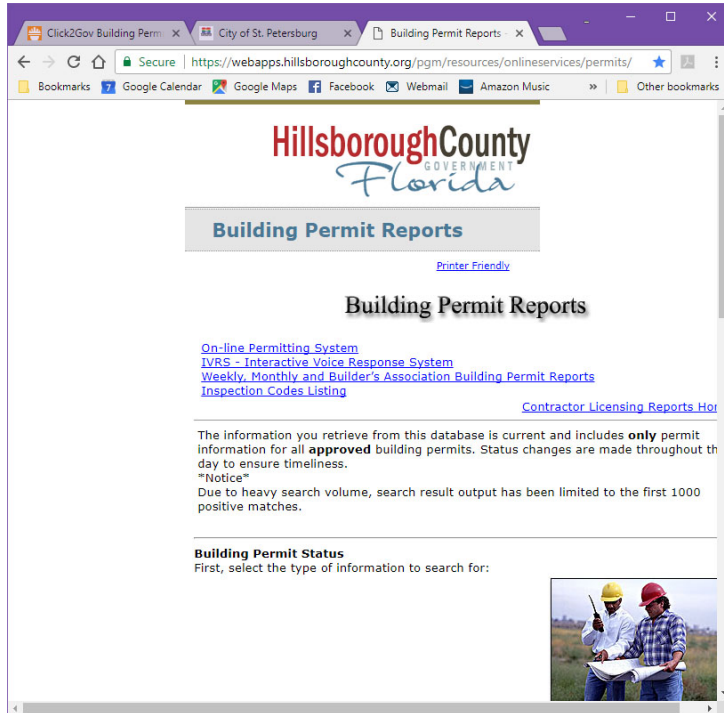 Click2Gov Building Perm
City of St. Petersburg
Building Permit Reports -
Secure | https://webapps.hillsboroughcounty.org/pgm/resources/onlineservices/permits/
Bookmarks 7 Google Calendar Google Maps Facebook Webmail Amazon Music » Other bookmarks
HillsboroughCounty
GOVERNMENT
Florida
Building Permit Reports
Printer Friendly
Building Permit Reports
On-line Permitting System
IVRS - Interactive Voice Response System
Weekly, Monthly and Builder's Association Building Permit Reports
Inspection Codes Listing
Contractor Licensing Reports Hor
The information you retrieve from this database is current and includes only permit
information for all approved building permits. Status changes are made throughout th
day to ensure timeliness.
*Notice*
Due to heavy search volume, search result output has been limited to the first 1000
positive matches.
Building Permit Status
First, select the type of information to search for: